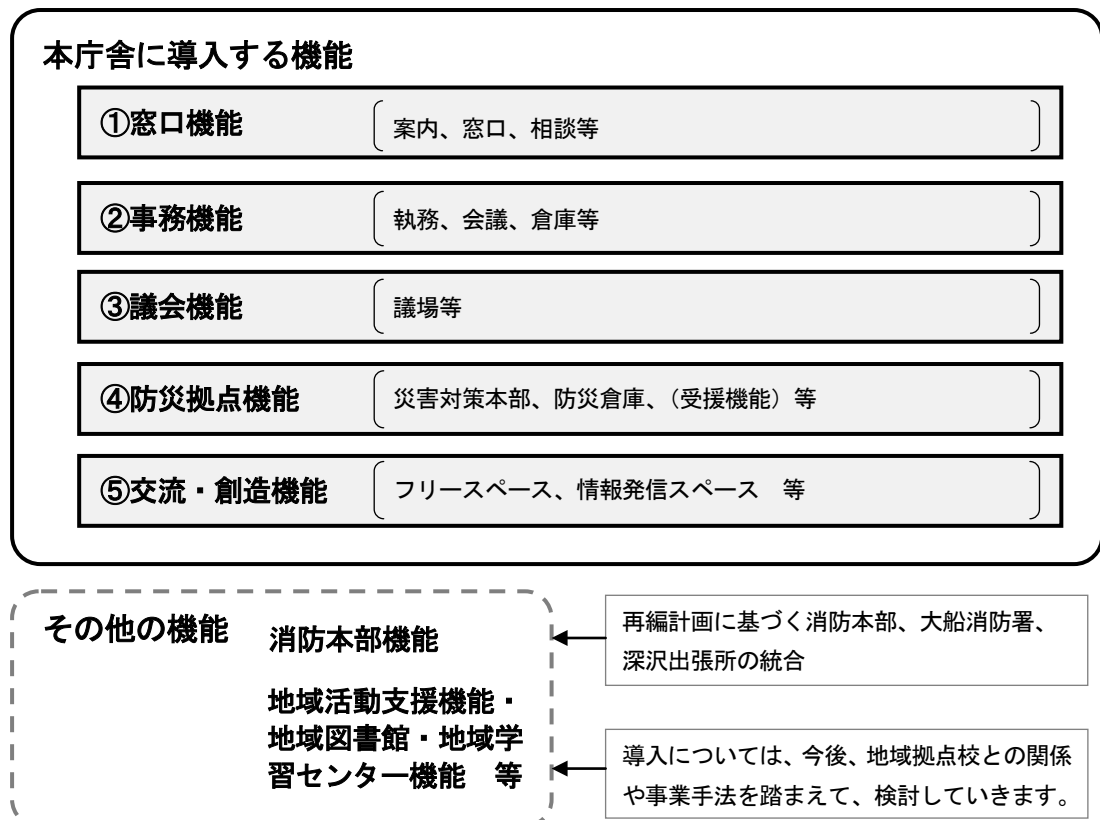 本庁舎に導入する機能
①窓口機能 案内、窓口、相談等
②事務機能 執務、会議、倉庫等
③議会機能 議場等
④防災拠点機能 災害対策本部、防災倉庫、（受援機能）等
⑤交流・創造機能 フリースペース、情報発信スペース　等
その他の機能 消防本部機能
再編計画に基づく消防本部、大船消防署、
深沢出張所の統合
地域活動支援機能・
地域図書館・地域学
習センター機能　等
導入については、今後、地域拠点校との関係
や事業手法を踏まえて、検討していきます。